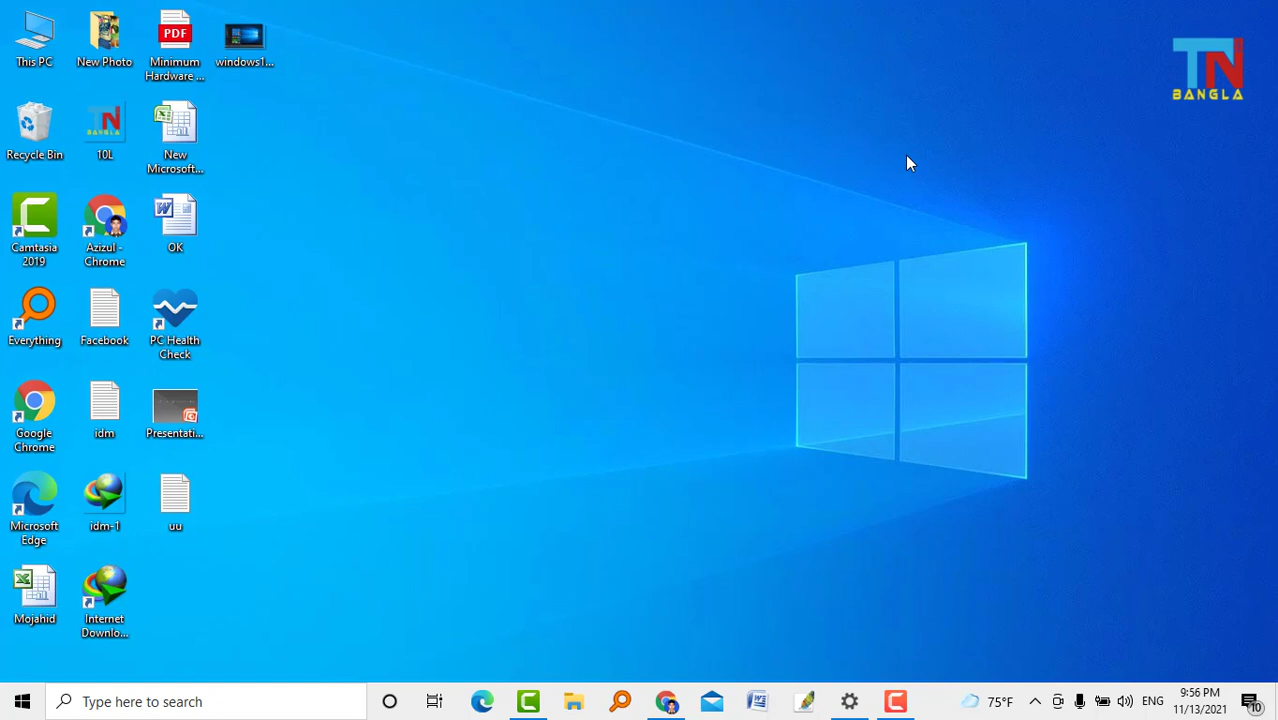 This PC
New Photo
PDF
Minimum
Hardware ...
windows1...
TN
BANGLA
Recycle Bin
TN
BANGLA
10L
New
Microsoft...
Camtasia
2019
Azizul -
Chrome
OK
Everything
Facebook
PC Health
Check
Google
Chrome
idm
Presentati...
Microsoft
Edge
idm-1
uu
Mojahid
Internet
Downlo...
Type here to search
75°F
ENG
9:56 PM
11/13/2021
10